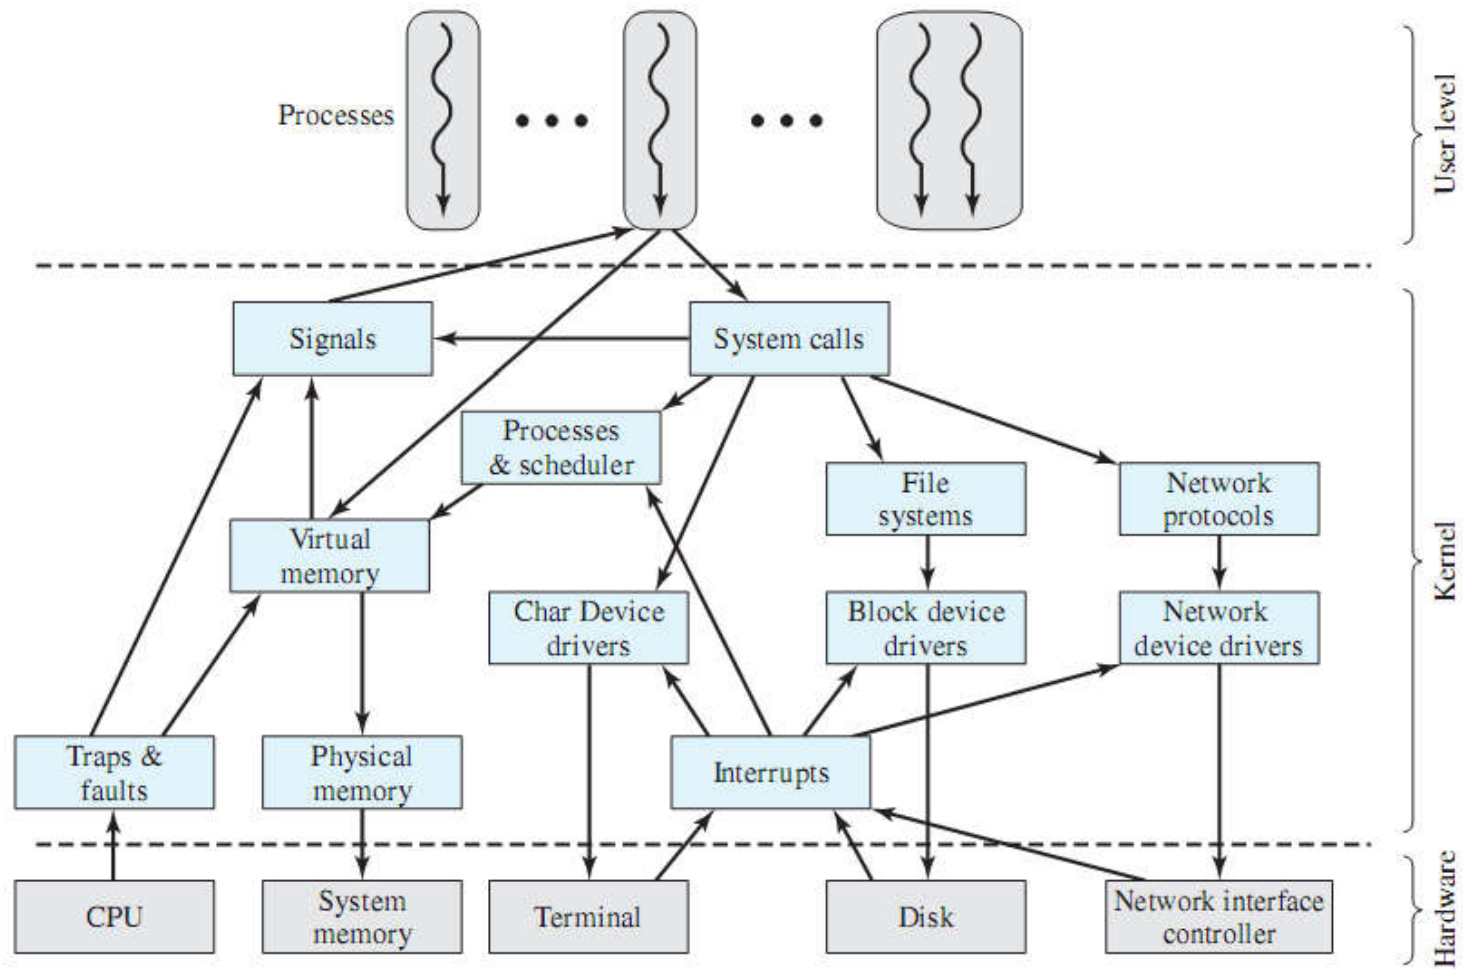 Processes
User level
Signals
System calls
Processes
& scheduler
File
systems
Network
protocols
Virtual
memory
Kernel
Char Device
drivers
Block device
drivers
Network
device drivers
Traps &
faults
Physical
memory
Interrupts
CPU
System
memory
Terminal
Disk
Network interface
controller
Hardware